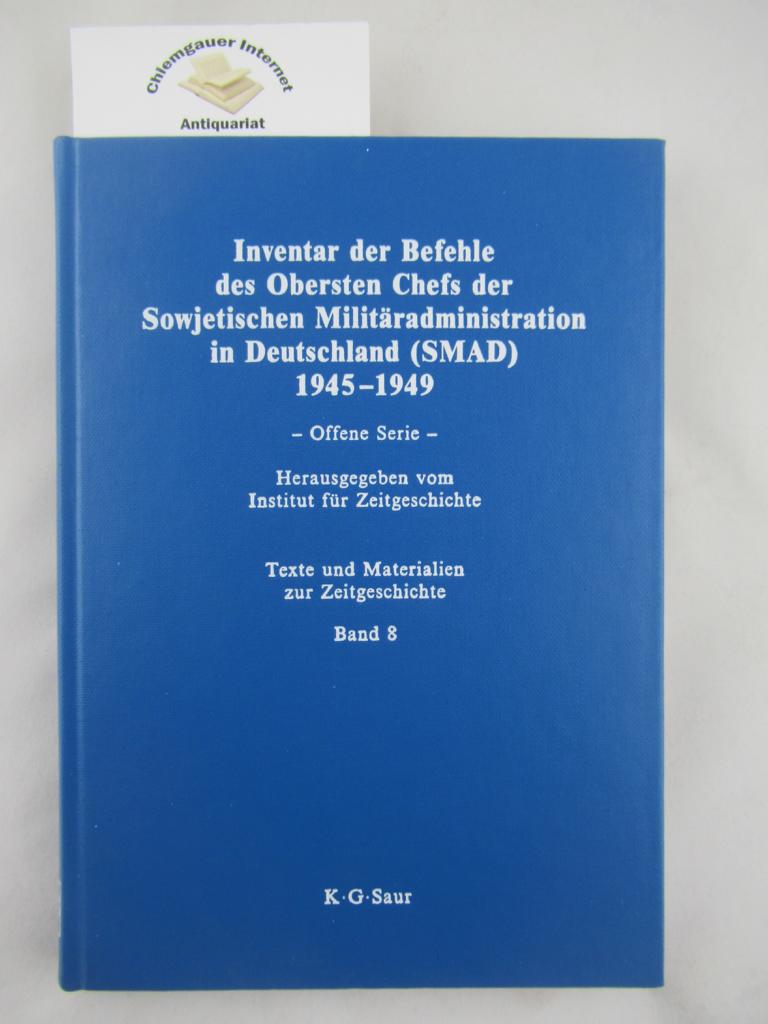 Chiemgauer Internet
Antiquariat
Inventar der Befehle
des Obersten Chefs der
Sowjetischen Militäradministration
in Deutschland (SMAD)
1945–1949
– Offene Serie –
Herausgegeben vom
Institut für Zeitgeschichte
Texte und Materialien
zur Zeitgeschichte
Band 8
K·G·Saur